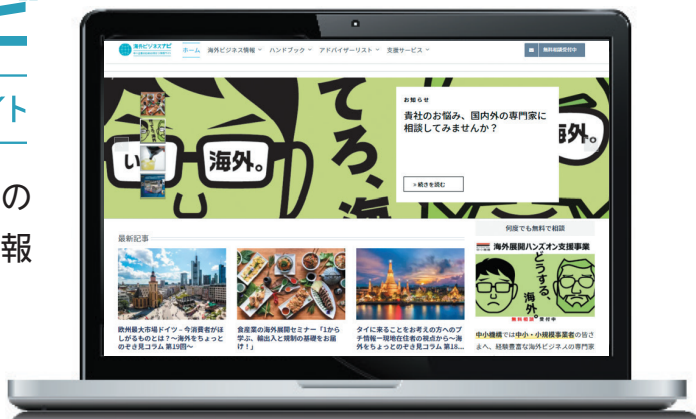 イト
の
報
海外ビジネスナビ
ホーム 海外ビジネス情報 ハンドブック アドバイザーリスト 支援サービス
無料相談受付中
い
海外。
てろ、
海
外。
お知らせ
貴社のお悩み、国内外の専門家に
相談してみませんか？
» 続きを読む
最新記事
欧州最大市場ドイツ～今消費者がほ
しがるものとは？～海外をちょっと
のぞき見コラム 第19回～
食産業の海外展開セミナー「1から
学ぶ、輸出入と規制の基礎をお届
け！」
タイに来ることをお考えの方へのプ
チ情報～現地在住者の視点から～海
外をちょっとのぞき見コラム 第18...
何度でも無料で相談
海外展開ハンズオン支援事業
どうする、
海外。
無料相談受付中
中小機構では中小・小規模事業者の皆さ
まへ、経験豊富な海外ビジネスの専門家